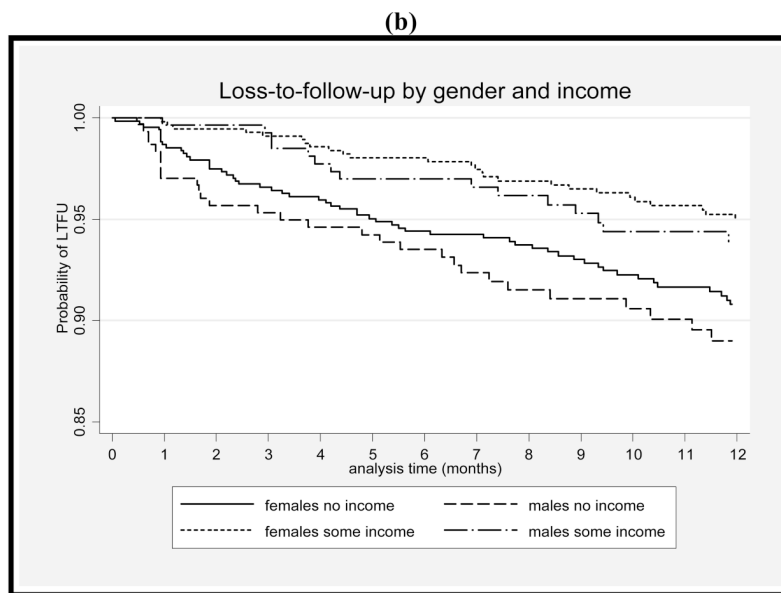 (b)
Loss-to-follow-up by gender and income
Probability of LTFU
1.00
0.95
0.90
0.85
0 1 2 3 4 5 6 7 8 9 10 11 12
analysis time (months)
females no income males no income
females some income males some income